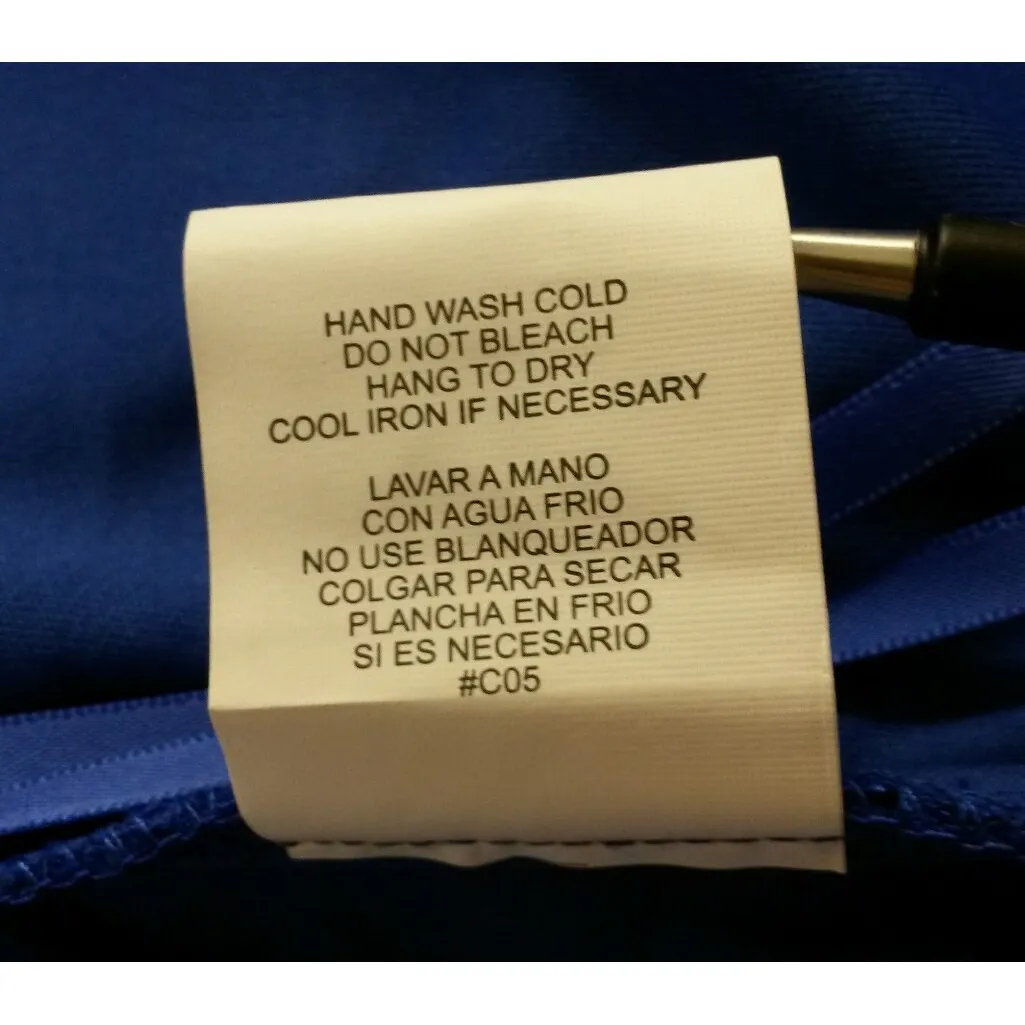 HAND WASH COLD
DO NOT BLEACH
HANG TO DRY
COOL IRON IF NECESSARY
LAVAR A MANO
CON AGUA FRIO
NO USE BLANQUEADOR
COLGAR PARA SECAR
PLANCHA EN FRIO
SI ES NECESARIO
#C05